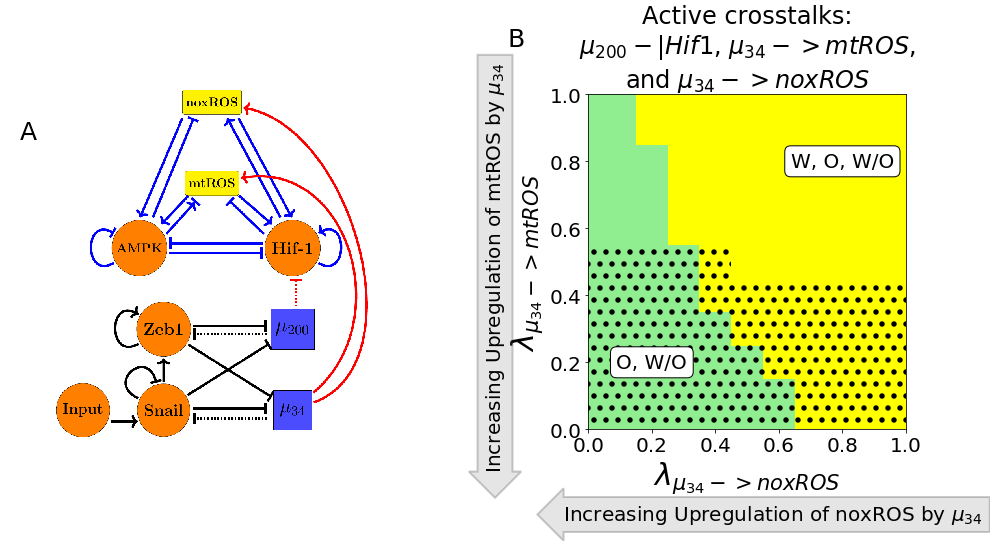 A
noxROS
mtROS
AMPK
Hif-1
Zeb1
μ200
Input
Snail
μ34
B
Active crosstalks:
μ200 − |Hif1, μ34 − > mtROS,
and μ34 − > noxROS
Increasing Upregulation of mtROS by μ34
λμ34 − > mtROS
1.0
0.8
0.6
0.4
0.2
0.0
W, O, W/O
O, W/O
0.0 0.2 0.4 0.6 0.8 1.0
λμ34 − > noxROS
Increasing Upregulation of noxROS by μ34